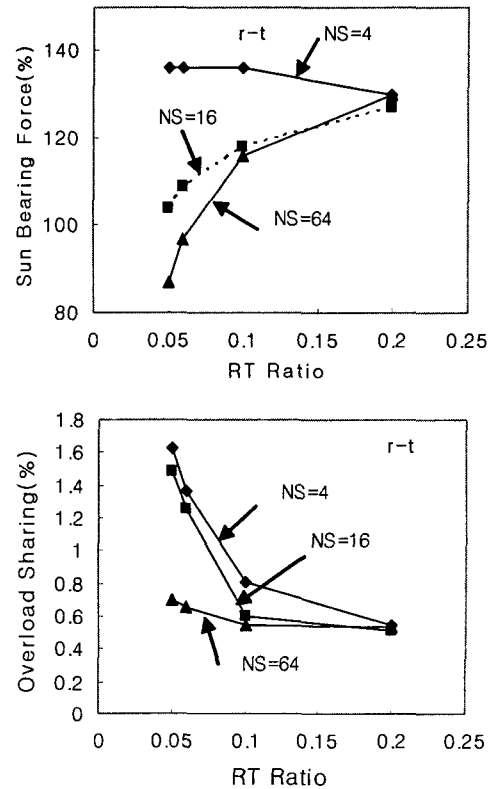 140
120
100
80
Sun Bearing Force(%)
r-t
NS=4
NS=16
NS=64
0
0.05
0.1
0.15
0.2
0.25
RT Ratio
1.8
1.6
1.4
1.2
1
0.8
0.6
0.4
0.2
0
Overload Sharing(%)
r-t
NS=4
NS=16
NS=64
0
0.05
0.1
0.15
0.2
0.25
RT Ratio